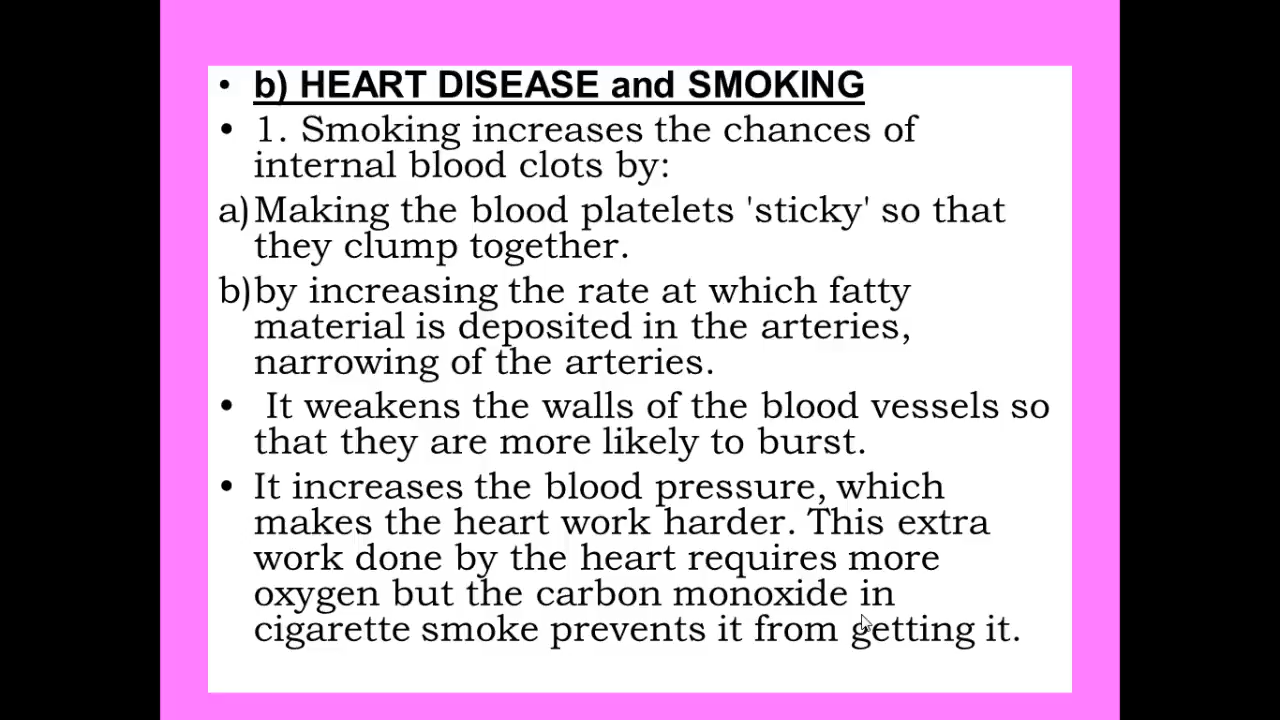 • b) HEART DISEASE and SMOKING
• 1. Smoking increases the chances of
internal blood clots by:
a) Making the blood platelets 'sticky' so that
they clump together.
b) by increasing the rate at which fatty
material is deposited in the arteries,
narrowing of the arteries.
• It weakens the walls of the blood vessels so
that they are more likely to burst.
• It increases the blood pressure, which
makes the heart work harder. This extra
work done by the heart requires more
oxygen but the carbon monoxide in
cigarette smoke prevents it from getting it.